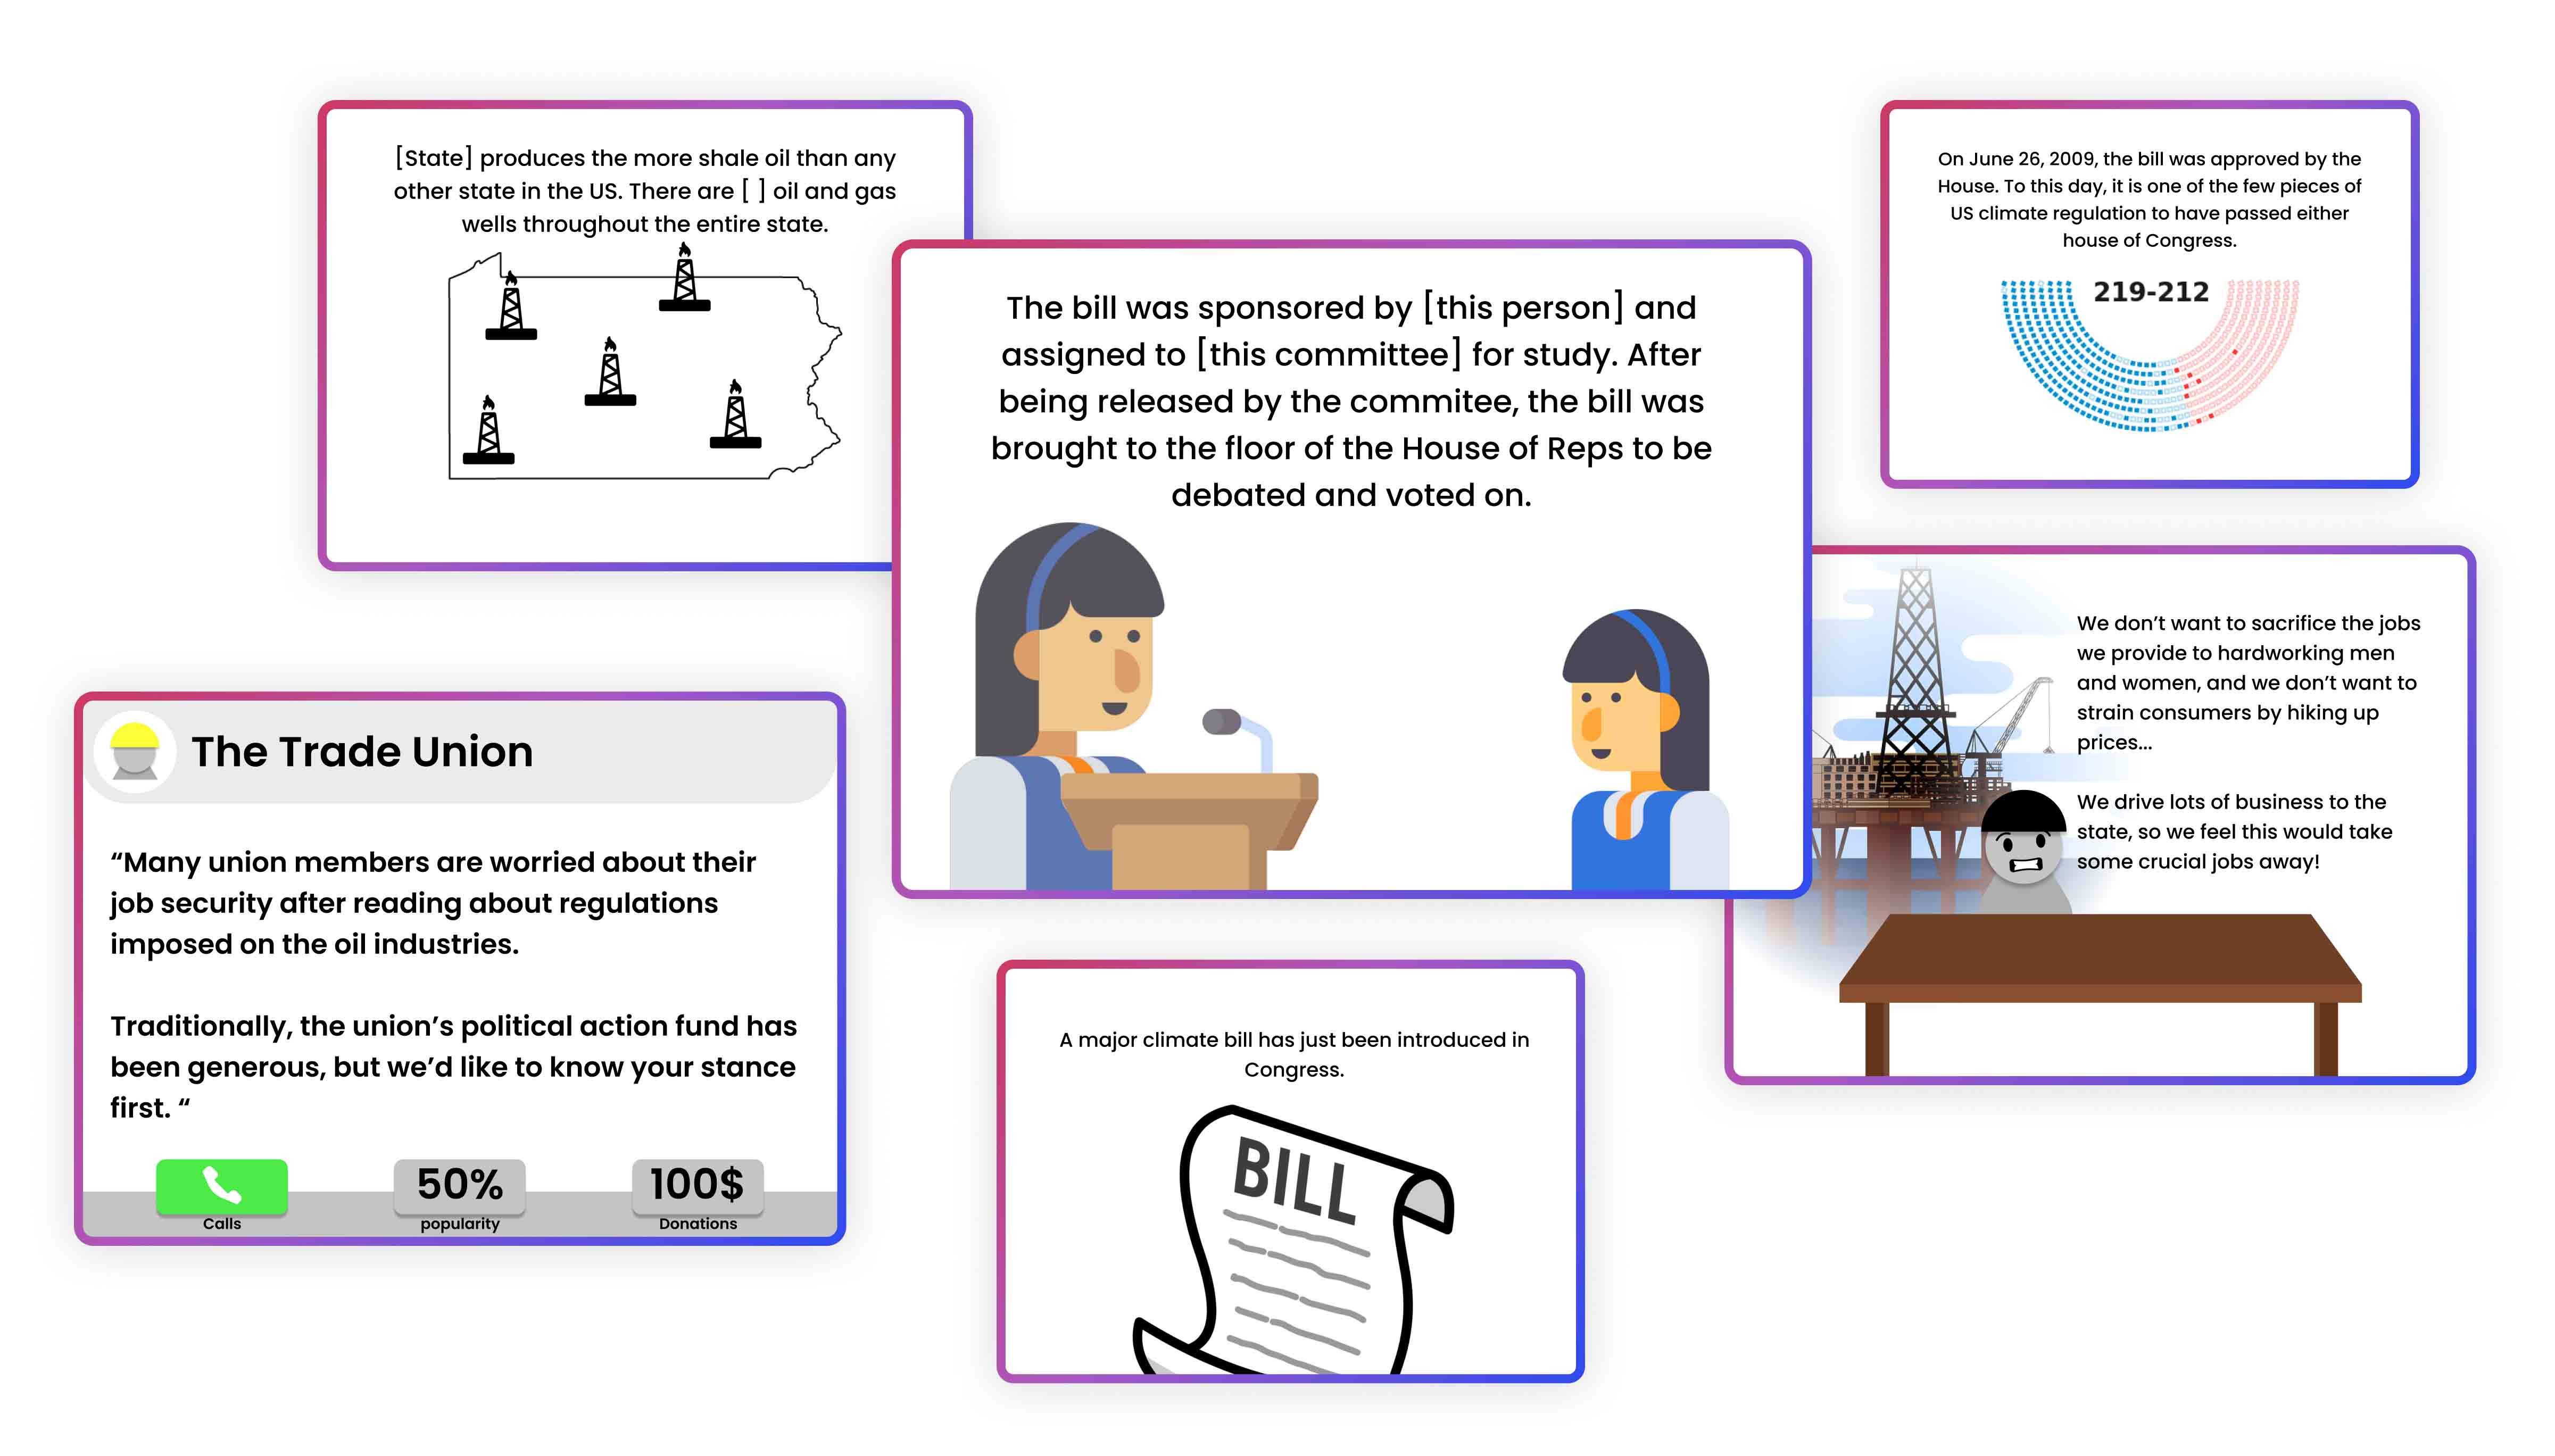 [State] produces the more shale oil than any
other state in the US. There are [ ] oil and gas
wells throughout the entire state.
The bill was sponsored by [this person] and
assigned to [this committee] for study. After
being released by the commitee, the bill was
brought to the floor of the House of Reps to be
debated and voted on.
On June 26, 2009, the bill was approved by the
House. To this day, it is one of the few pieces of
US climate regulation to have passed either
house of Congress.
219-212
We don’t want to sacrifice the jobs
we provide to hardworking men
and women, and we don’t want to
strain consumers by hiking up
prices...
We drive lots of business to the
state, so we feel this would take
some crucial jobs away!
The Trade Union
“Many union members are worried about their
job security after reading about regulations
imposed on the oil industries.
Traditionally, the union’s political action fund has
been generous, but we’d like to know your stance
first. “
Calls
50%
popularity
100$
Donations
A major climate bill has just been introduced in
Congress.
BILL